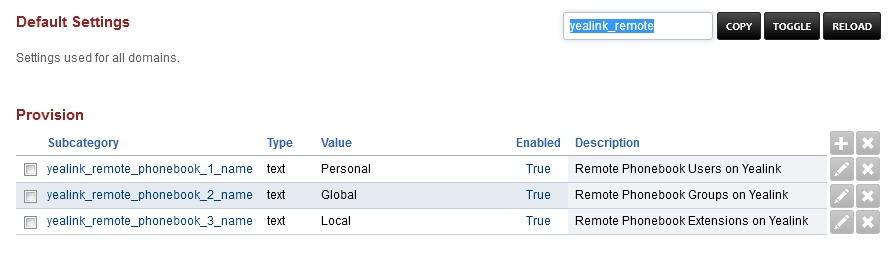 Default Settings
yealink_remote COPY TOGGLE RELOAD
Settings used for all domains.
Provision
Subcategory Type Value Enabled Description
yealink_remote_phonebook_1_name text Personal True Remote Phonebook Users on Yealink
yealink_remote_phonebook_2_name text Global True Remote Phonebook Groups on Yealink
yealink_remote_phonebook_3_name text Local True Remote Phonebook Extensions on Yealink